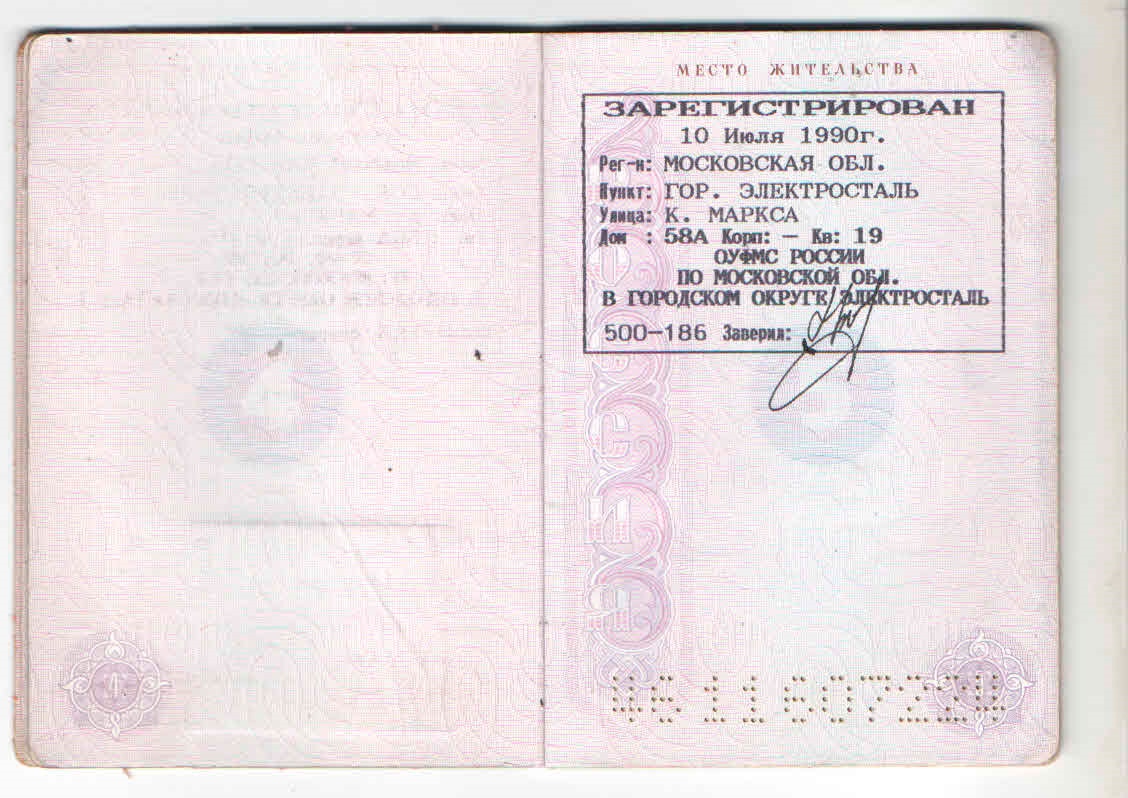 МЕСТО ЖИТЕЛЬСТВА
ЗАРЕГИСТРИРОВАН
10 Июля 1990г.
Рег-н: МОСКОВСКАЯ ОБЛ.
Пункт: ГОР. ЭЛЕКТРОСТАЛЬ
Улица: К. МАРКСА
Дом : 58А Корп: — Кв: 19
ОУФМС РОССИИ
ПО МОСКОВСКОЙ ОБЛ.
В ГОРОДСКОМ ОКРУГЕ ЭЛЕКТРОСТАЛЬ
500-186 Заверил: